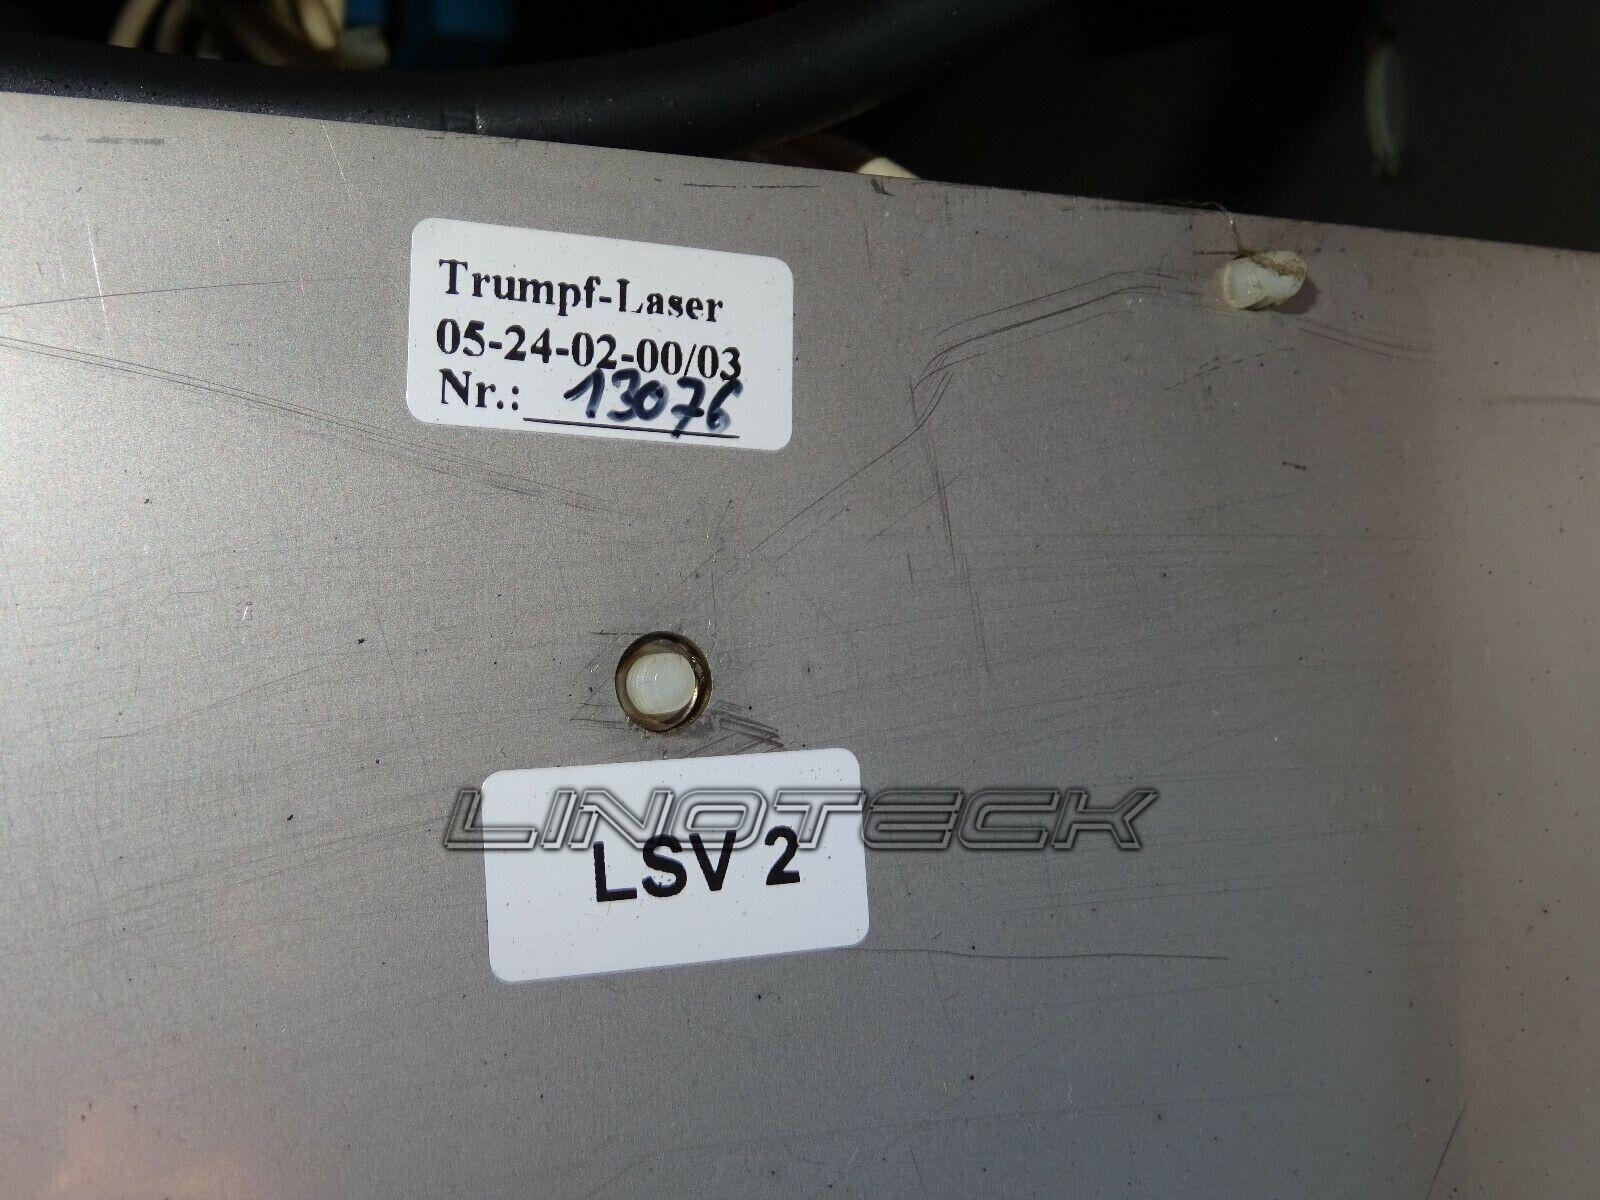 Trumpf-Laser
05-24-02-00/03
Nr.: 13076
LINOTECK
LSV 2